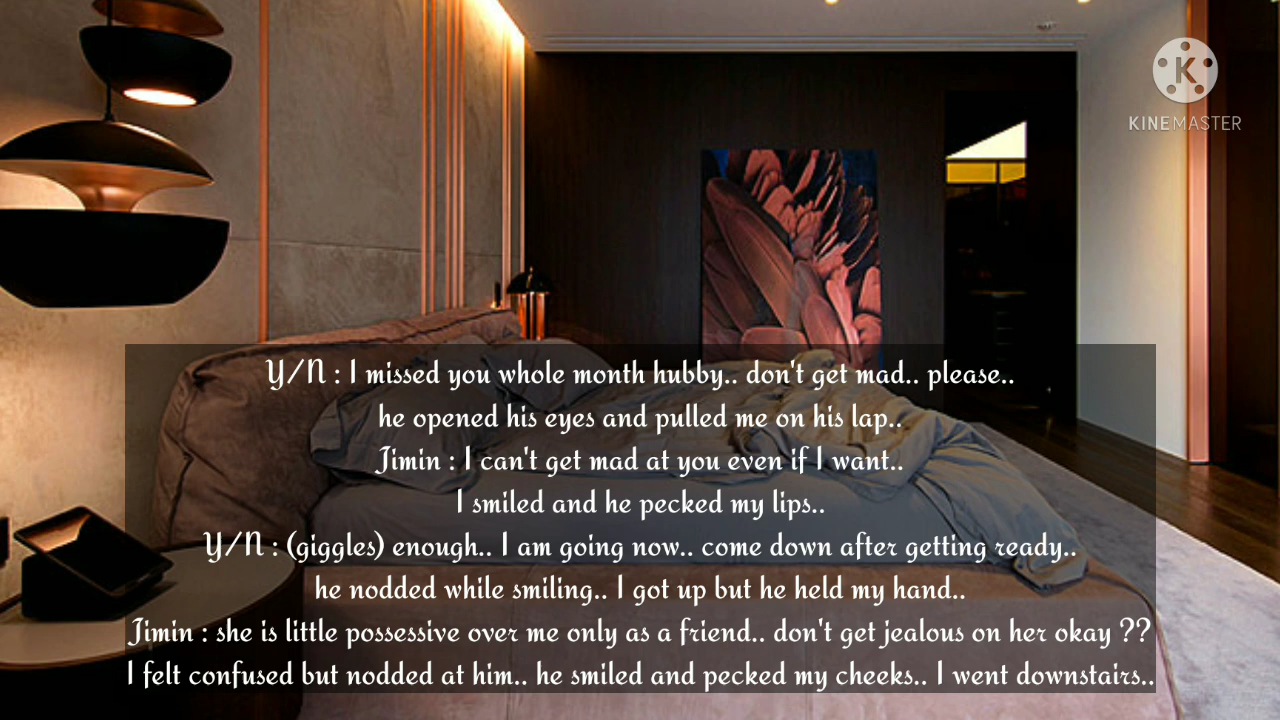 KINEMASTER
Y/N : I missed you whole month hubby.. don't get mad.. please..
he opened his eyes and pulled me on his lap..
Jimin : I can't get mad at you even if I want..
I smiled and he pecked my lips..
Y/N : (giggles) enough.. I am going now.. come down after getting ready..
he nodded while smiling.. I got up but he held my hand..
Jimin : she is little possessive over me only as a friend.. don't get jealous on her okay ??
I felt confused but nodded at him.. he smiled and pecked my cheeks.. I went downstairs..